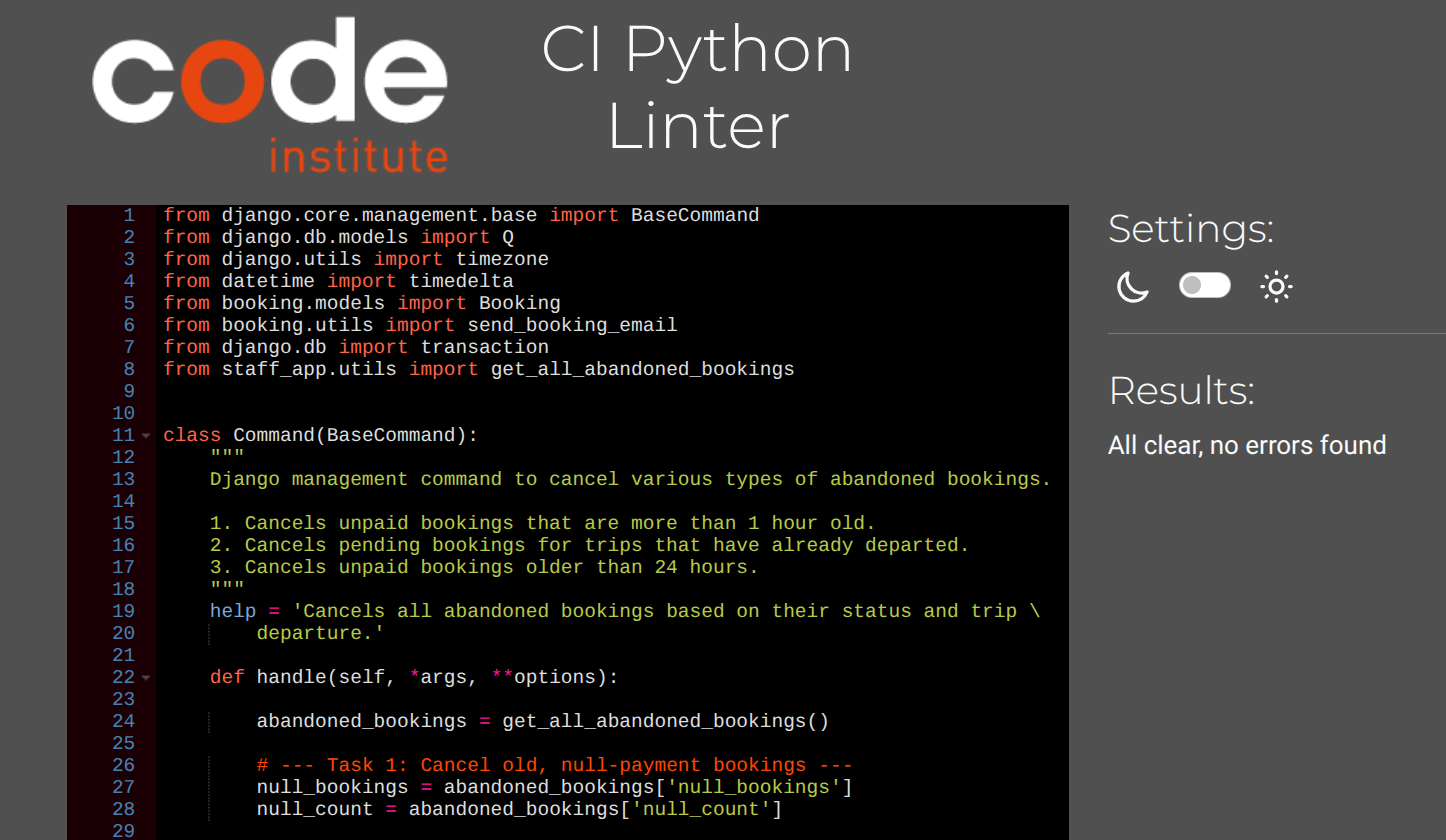 code
institute
CI Python
Linter
1 from django.core.management.base import BaseCommand
2 from django.db.models import Q
3 from django.utils import timezone
4 from datetime import timedelta
5 from booking.models import Booking
6 from booking.utils import send_booking_email
7 from django.db import transaction
8 from staff_app.utils import get_all_abandoned_bookings
9
10
11 class Command(BaseCommand):
12     """
13     Django management command to cancel various types of abandoned bookings.
14
15     1. Cancels unpaid bookings that are more than 1 hour old.
16     2. Cancels pending bookings for trips that have already departed.
17     3. Cancels unpaid bookings older than 24 hours.
18     """
19     help = 'Cancels all abandoned bookings based on their status and trip \
20         departure.'
21
22     def handle(self, *args, **options):
23
24         abandoned_bookings = get_all_abandoned_bookings()
25
26         # --- Task 1: Cancel old, null-payment bookings ---
27         null_bookings = abandoned_bookings['null_bookings']
28         null_count = abandoned_bookings['null_count']
29
Settings:
Results:
All clear, no errors found